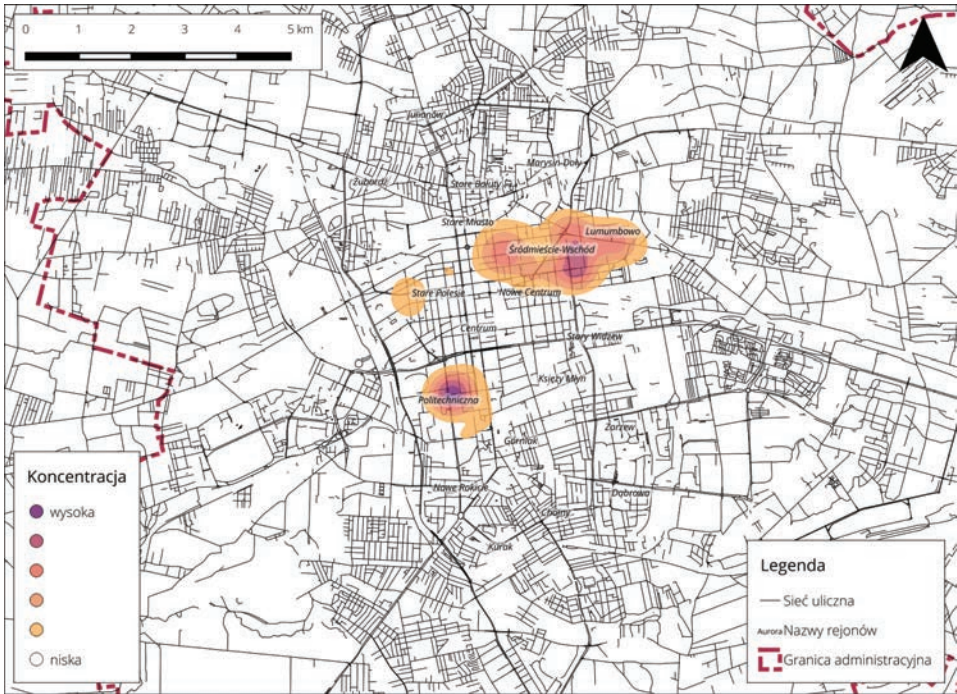 0 1 2 3 4 5 km
Julianów
Marysin-Doły
Żubardź
Stare Bałuty
Stare Miasto
Lumumbowo
Śródmieście-Wschód
Stare Polesie
Nowe Centrum
Centrum
Stary Widzew
Księży Młyn
Politechniczna
Zarzew
Górniak
Nowe Rokicie
Dąbrowa
Chojny
Kurak
Koncentracja
wysoka
niska
Legenda
Sieć uliczna
Aurora Nazwy rejonów
Granica administracyjna